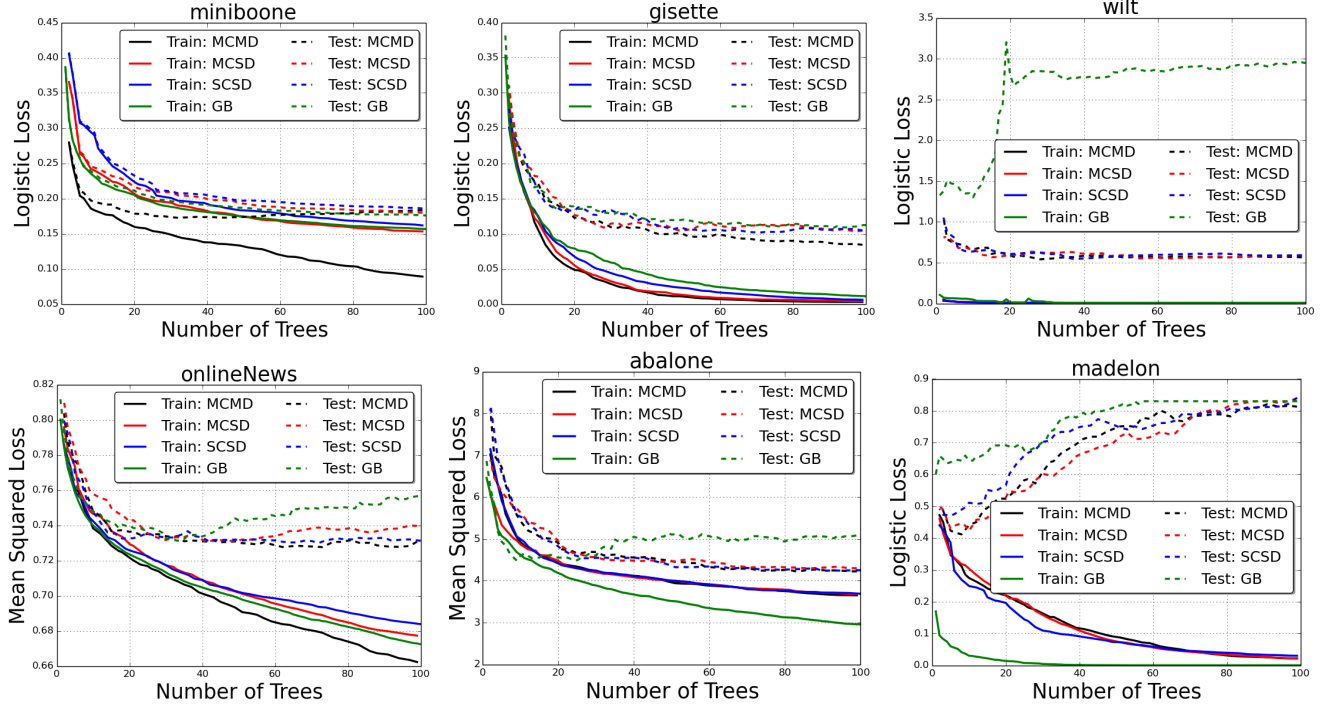 miniboone
Logistic Loss
0.45
0.40
0.35
0.30
0.25
0.20
0.15
0.10
0.05
0 20 40 60 80 100
Number of Trees
Train: MCMD Test: MCMD
Train: MCSD Test: MCSD
Train: SCSD Test: SCSD
Train: GB Test: GB
gisette
Logistic Loss
0.40
0.35
0.30
0.25
0.20
0.15
0.10
0.05
0.00
0 20 40 60 80 100
Number of Trees
Train: MCMD Test: MCMD
Train: MCSD Test: MCSD
Train: SCSD Test: SCSD
Train: GB Test: GB
wilt
Logistic Loss
3.5
3.0
2.5
2.0
1.5
1.0
0.5
0.0
0 20 40 60 80 100
Number of Trees
Train: MCMD Test: MCMD
Train: MCSD Test: MCSD
Train: SCSD Test: SCSD
Train: GB Test: GB
onlineNews
Mean Squared Loss
0.82
0.80
0.78
0.76
0.74
0.72
0.70
0.68
0.66
0 20 40 60 80 100
Number of Trees
Train: MCMD Test: MCMD
Train: MCSD Test: MCSD
Train: SCSD Test: SCSD
Train: GB Test: GB
abalone
Mean Squared Loss
9
8
7
6
5
4
3
2
0 20 40 60 80 100
Number of Trees
Train: MCMD Test: MCMD
Train: MCSD Test: MCSD
Train: SCSD Test: SCSD
Train: GB Test: GB
madelon
Logistic Loss
0.9
0.8
0.7
0.6
0.5
0.4
0.3
0.2
0.1
0.0
0 20 40 60 80 100
Number of Trees
Train: MCMD Test: MCMD
Train: MCSD Test: MCSD
Train: SCSD Test: SCSD
Train: GB Test: GB